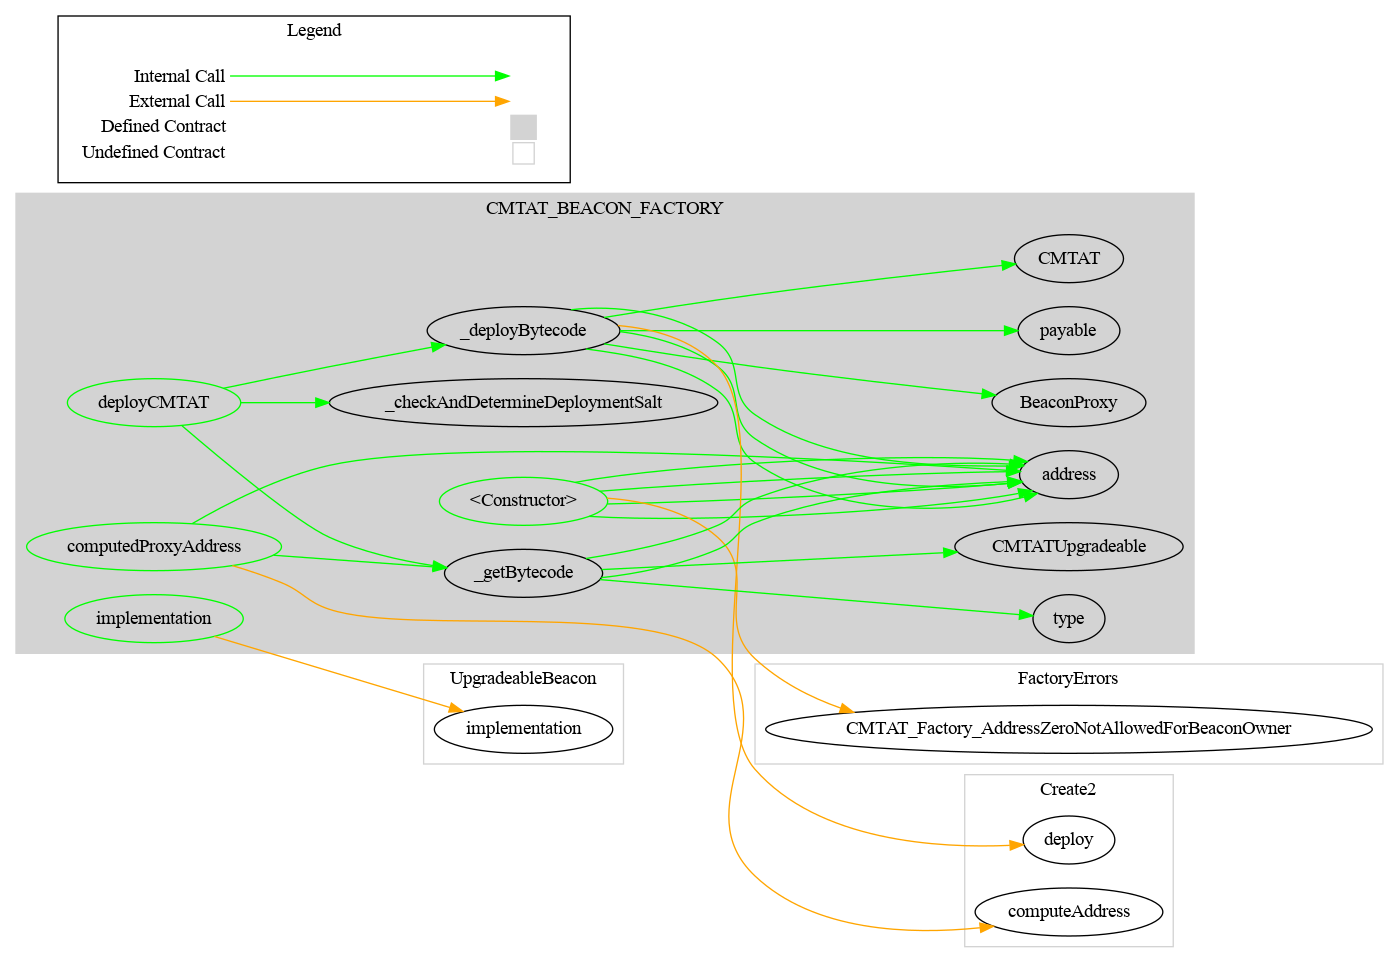 Legend
Internal Call
External Call
Defined Contract
Undefined Contract
CMTAT_BEACON_FACTORY
CMTAT
_deployBytecode
payable
deployCMTAT
_checkAndDetermineDeploymentSalt
BeaconProxy
address
<Constructor>
computedProxyAddress
CMTATUpgradeable
_getBytecode
implementation
type
UpgradeableBeacon
implementation
FactoryErrors
CMTAT_Factory_AddressZeroNotAllowedForBeaconOwner
Create2
deploy
computeAddress